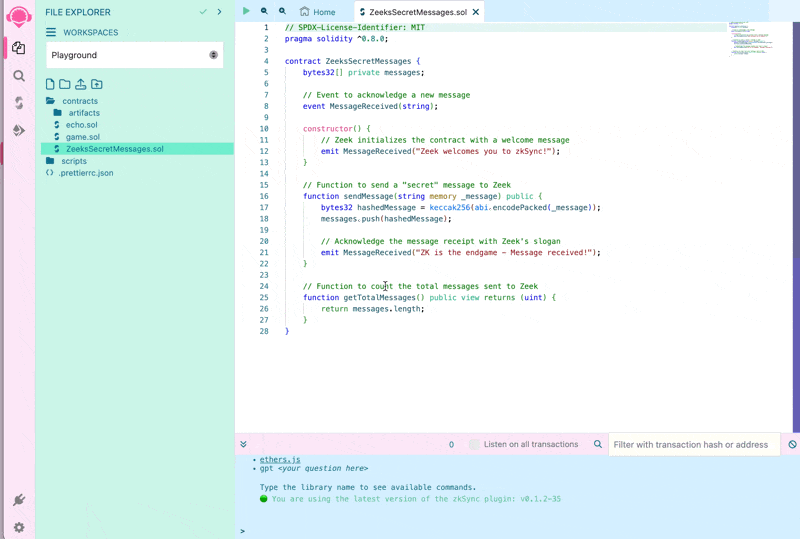 FILE EXPLORER
WORKSPACES
Playground
contracts
artifacts
echo.sol
game.sol
ZeeksSecretMessages.sol
scripts
.prettierrc.json
Home
ZeeksSecretMessages.sol
1 // SPDX-License-Identifier: MIT
2 pragma solidity ^0.8.0;
3
4 contract ZeeksSecretMessages {
5 bytes32[] private messages;
6
7 // Event to acknowledge a new message
8 event MessageReceived(string);
9
10 constructor() {
11 // Zeek initializes the contract with a welcome message
12 emit MessageReceived("Zeek welcomes you to zkSync!");
13 }
14
15 // Function to send a "secret" message to Zeek
16 function sendMessage(string memory _message) public {
17 bytes32 hashedMessage = keccak256(abi.encodePacked(_message));
18 messages.push(hashedMessage);
19
20 // Acknowledge the message receipt with Zeek's slogan
21 emit MessageReceived("ZK is the endgame - Message received!");
22 }
23
24 // Function to count the total messages sent to Zeek
25 function getTotalMessages() public view returns (uint) {
26 return messages.length;
27 }
28 }
0
Listen on all transactions
Filter with transaction hash or address
• ethers.js
• gpt <your question here>
Type the library name to see available commands.
You are using the latest version of the zkSync plugin: v0.1.2-35
>